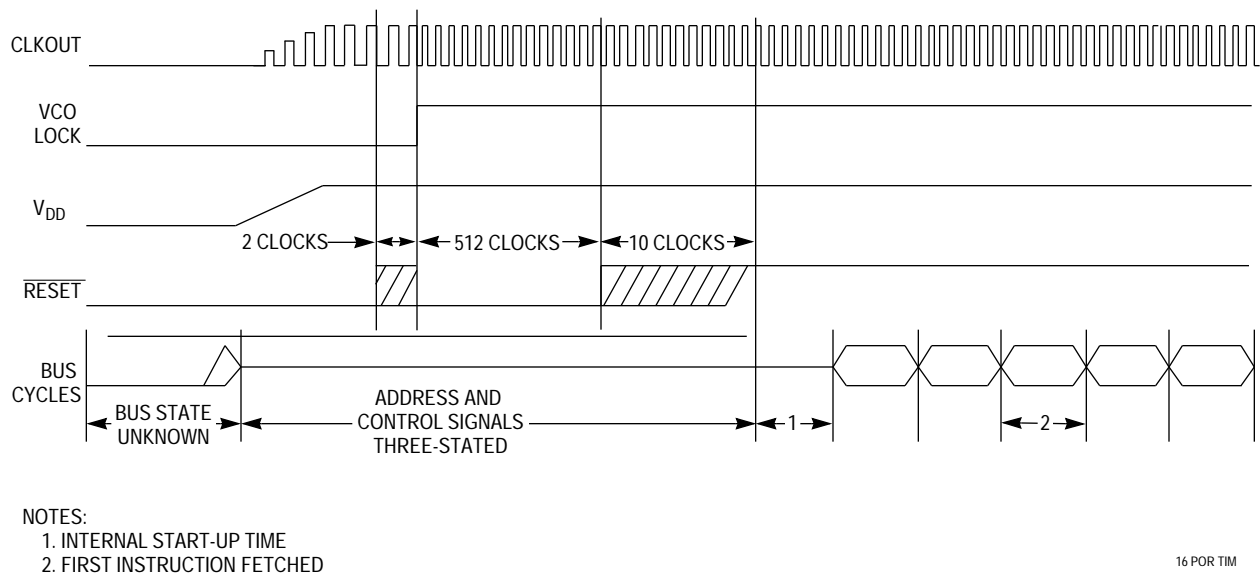 CLKOUT
VCO
LOCK
VDD
2 CLOCKS
512 CLOCKS
10 CLOCKS
RESET
BUS
CYCLES
BUS STATE
UNKNOWN
ADDRESS AND
CONTROL SIGNALS
THREE-STATED
1
2
NOTES:
1. INTERNAL START-UP TIME
2. FIRST INSTRUCTION FETCHED
16 POR TIM